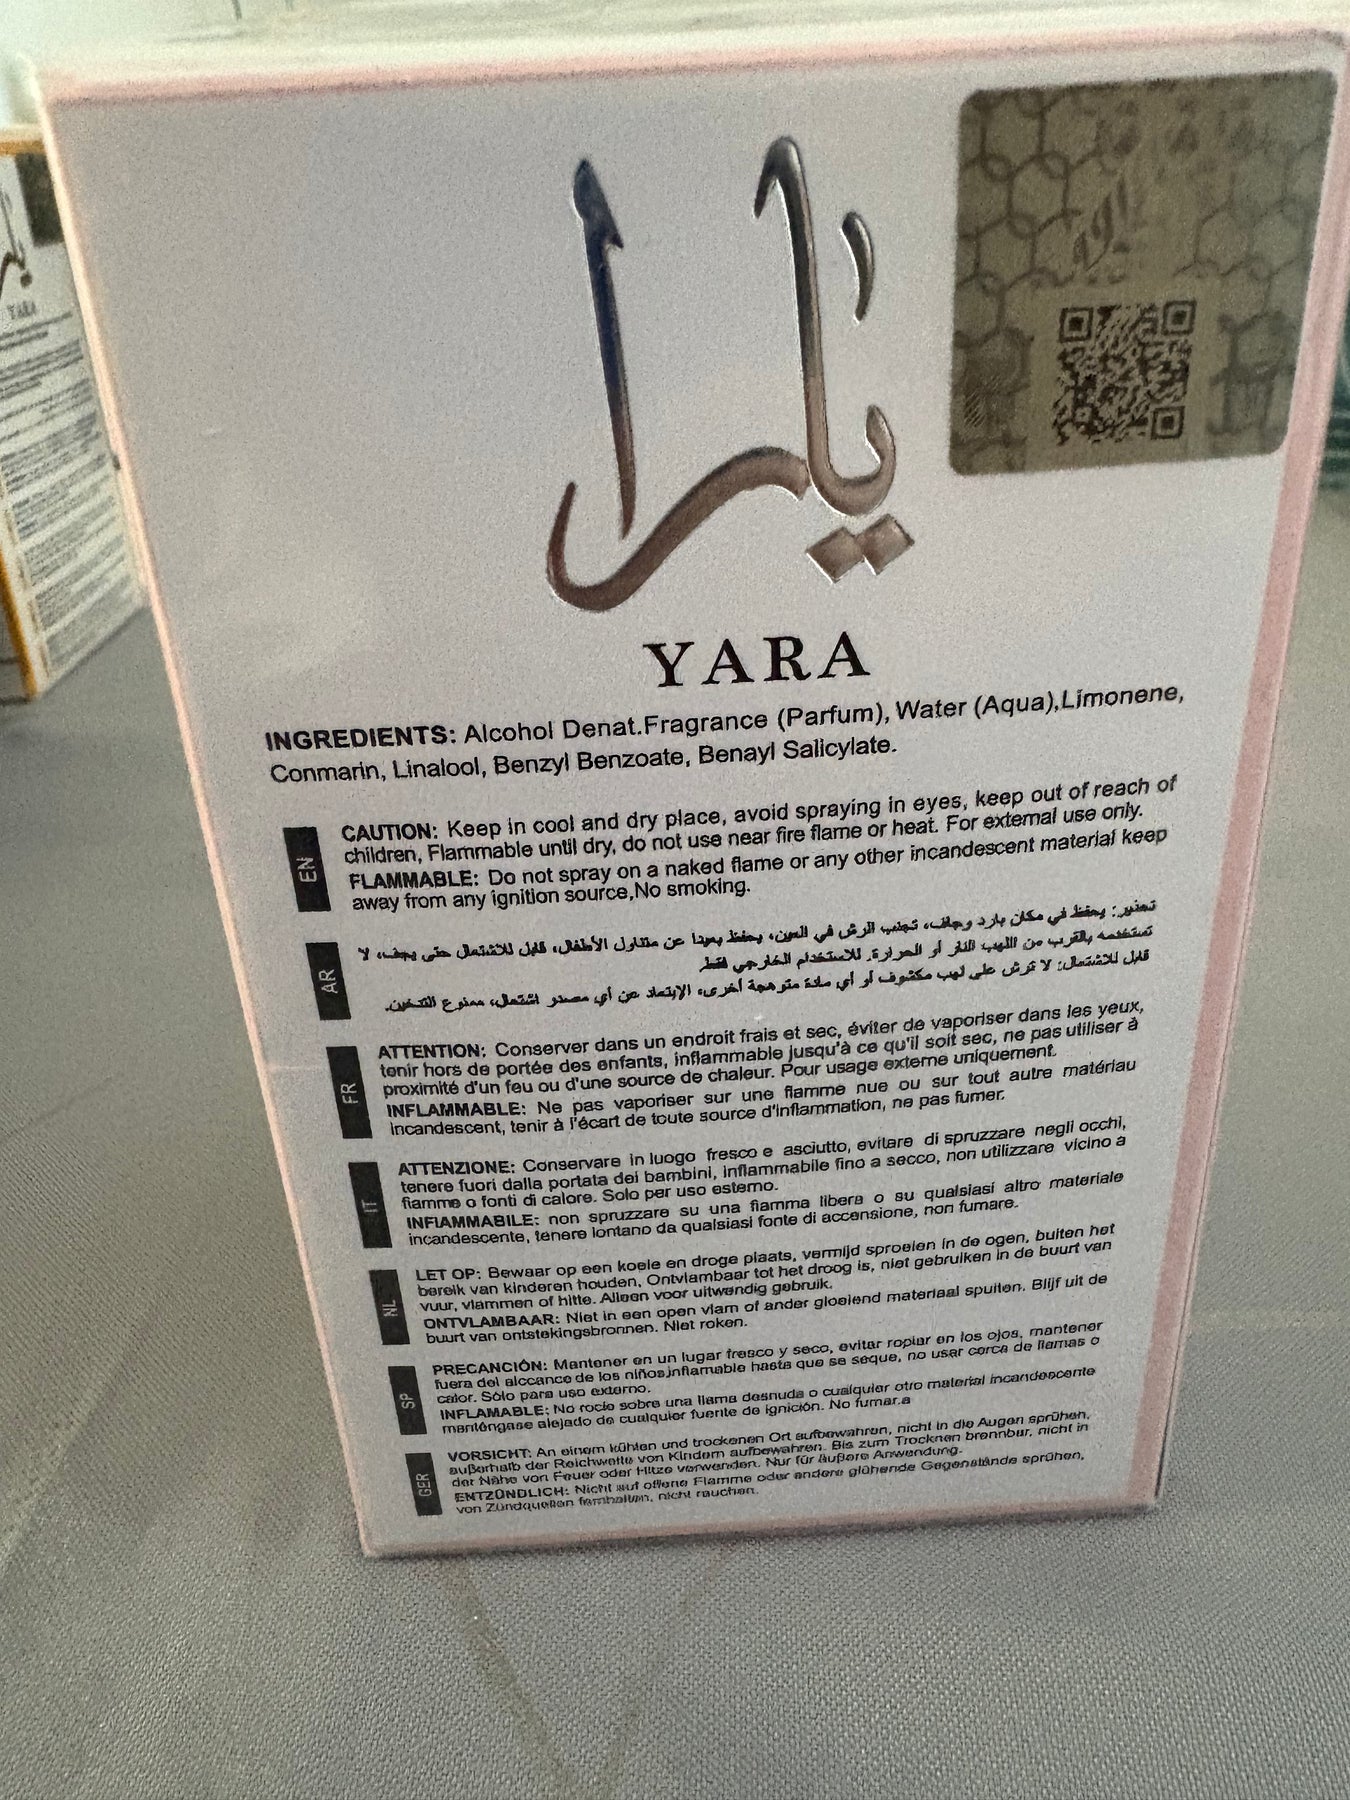 يارا
YARA
INGREDIENTS: Alcohol Denat.Fragrance (Parfum), Water (Aqua),Limonene,
Conmarin, Linalool, Benzyl Benzoate, Benayl Salicylate.
EN
CAUTION: Keep in cool and dry place, avoid spraying in eyes, keep out of reach of
children, Flammable until dry, do not use near fire flame or heat. For external use only.
FLAMMABLE: Do not spray on a naked flame or any other incandescent material keep
away from any ignition source,No smoking.
AR
تحذير: يحفظ في مكان بارد وجاف، تجنب الرش في العين، يحفظ بعيدا عن متناول الأطفال، قابل للاشتعال حتى يجف، لا
تستخدمه بالقرب من اللهب النار أو الحرارة. للاستخدام الخارجي فقط.
قابل للاشتعال: لا ترش على لهب مكشوف أو أي مادة متوهجة أخرى، الإبتعاد عن أي مصدر اشتعال، ممنوع التدخين.
FR
ATTENTION: Conserver dans un endroit frais et sec, éviter de vaporiser dans les yeux,
tenir hors de portée des enfants, inflammable jusqu'à ce qu'il soit sec, ne pas utiliser à
proximité d'un feu ou d'une source de chaleur. Pour usage externe uniquement.
INFLAMMABLE: Ne pas vaporiser sur une flamme nue ou sur tout autre matériau
incandescent, tenir à l'écart de toute source d'inflammation, ne pas fumer.
IT
ATTENZIONE: Conservare in luogo fresco e asciutto, evitare di spruzzare negli occhi,
tenere fuori dalla portata dei bambini, inflammabile fino a secco, non utilizzare vicino a
fiamme o fonti di calore. Solo per uso esterno.
INFIAMMABILE: non spruzzare su una fiamma libera o su qualsiasi altro materiale
incandescente, tenere lontano da qualsiasi fonte di accensione, non fumare.
NL
LET OP: Bewaar op een koele en droge plaats, vermijd sproeien in de ogen, buiten het
bereik van kinderen houden, Ontvlambaar tot het droog is, niet gebruiken in de buurt van
vuur, vlammen of hitte. Alleen voor uitwendig gebruik.
ONTVLAMBAAR: Niet in een open vlam of ander gloeiend materiaal spuiten. Blijf uit de
buurt van ontstekingsbronnen. Niet roken.
SP
PRECANCIÓN: Mantener en un lugar fresco y seco, evitar ropiar en los ojos, mantener
fuera del alccance de los niños,inflamable hasta que se seque, no usar cerca de llamas o
calor. Sólo para uso externo.
INFLAMABLE: No rocíe sobre una llama desnuda o cualquier otro material incandescente
manténgase alejado de cualquier fuente de ignición. No fumar.a
GER
VORSICHT: An einem kühlen und trockenen Ort aufbewahren, nicht in die Augen sprühen,
außerhalb der Reichweite von Kindern aufbewahren. Bis zum Trocknen brennbar, nicht in
der Nähe von Feuer oder Hitze verwenden. Nur für äußere Anwendung.
ENTZÜNDLICH: Nicht auf offene Flamme oder andere glühende Gegenstände sprühen,
von Zündquellen fernhalten, nicht rauchen.
YARA